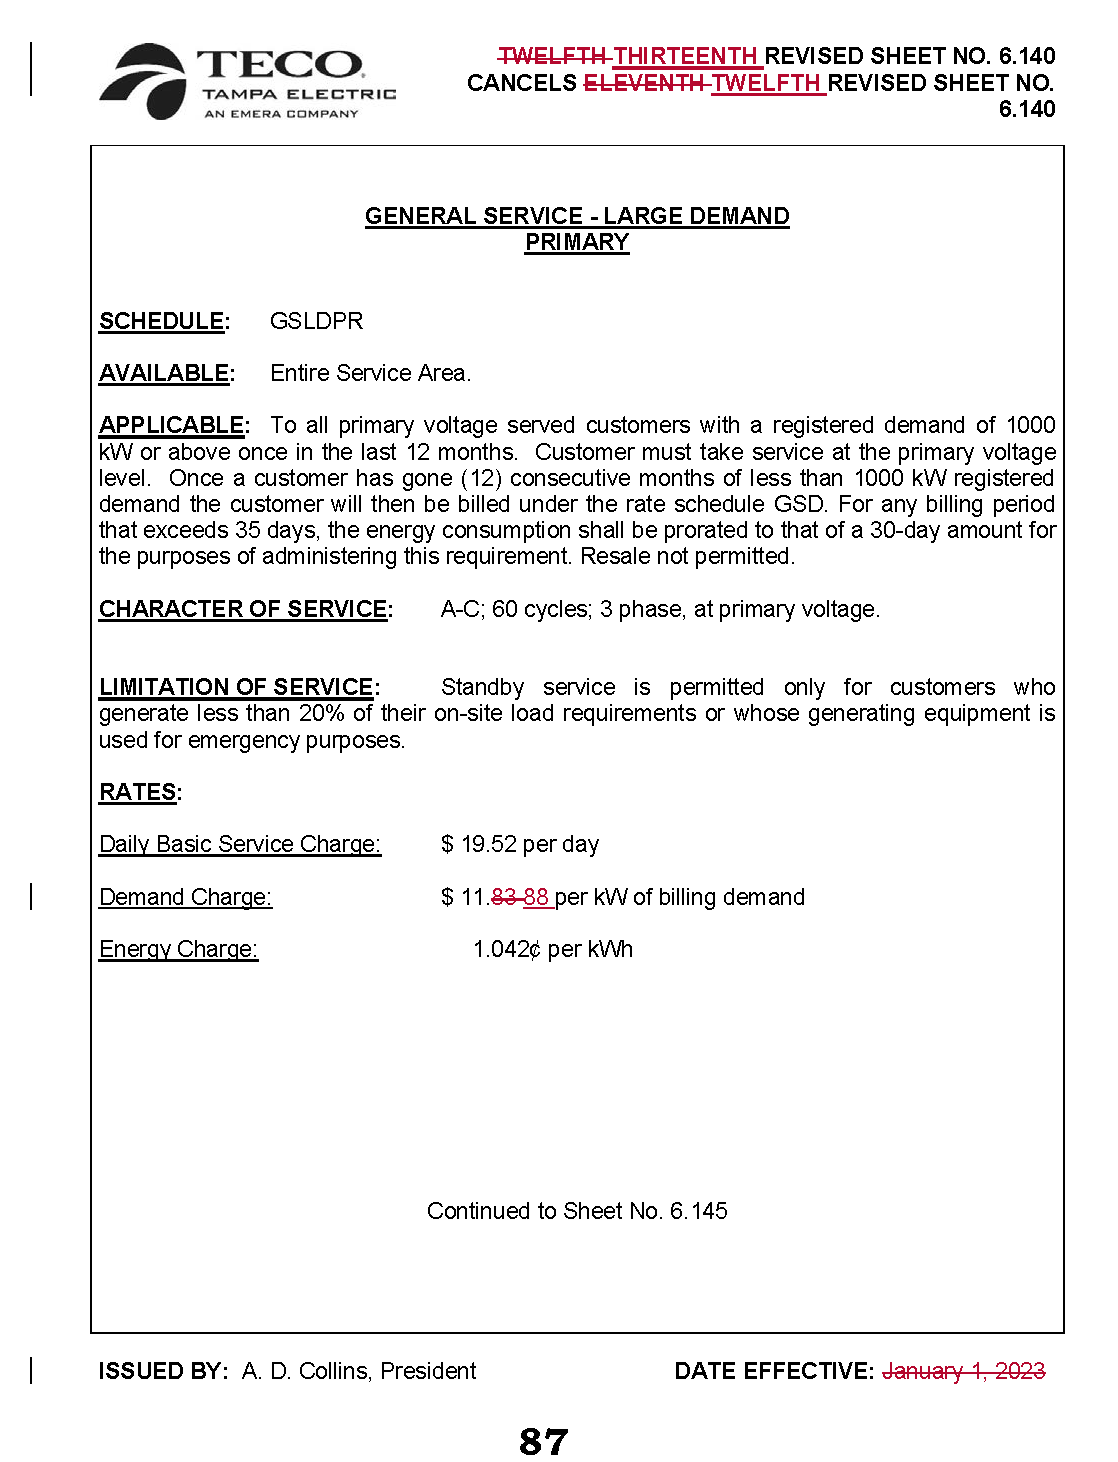 TECO
TAMPA ELECTRIC
AN EMERA COMPANY
TWELFTH THIRTEENTH REVISED SHEET NO. 6.140
CANCELS ELEVENTH TWELFTH REVISED SHEET NO.
6.140
GENERAL SERVICE - LARGE DEMAND
PRIMARY
SCHEDULE: GSLDPR
AVAILABLE: Entire Service Area.
APPLICABLE: To all primary voltage served customers with a registered demand of 1000
kW or above once in the last 12 months. Customer must take service at the primary voltage
level. Once a customer has gone (12) consecutive months of less than 1000 kW registered
demand the customer will then be billed under the rate schedule GSD. For any billing period
that exceeds 35 days, the energy consumption shall be prorated to that of a 30-day amount for
the purposes of administering this requirement. Resale not permitted.
CHARACTER OF SERVICE: A-C; 60 cycles; 3 phase, at primary voltage.
LIMITATION OF SERVICE: Standby service is permitted only for customers who
generate less than 20% of their on-site load requirements or whose generating equipment is
used for emergency purposes.
RATES:
Daily Basic Service Charge: $ 19.52 per day
Demand Charge: $ 11.83 88 per kW of billing demand
Energy Charge: 1.042¢ per kWh
Continued to Sheet No. 6.145
ISSUED BY: A. D. Collins, President DATE EFFECTIVE: January 1, 2023
87